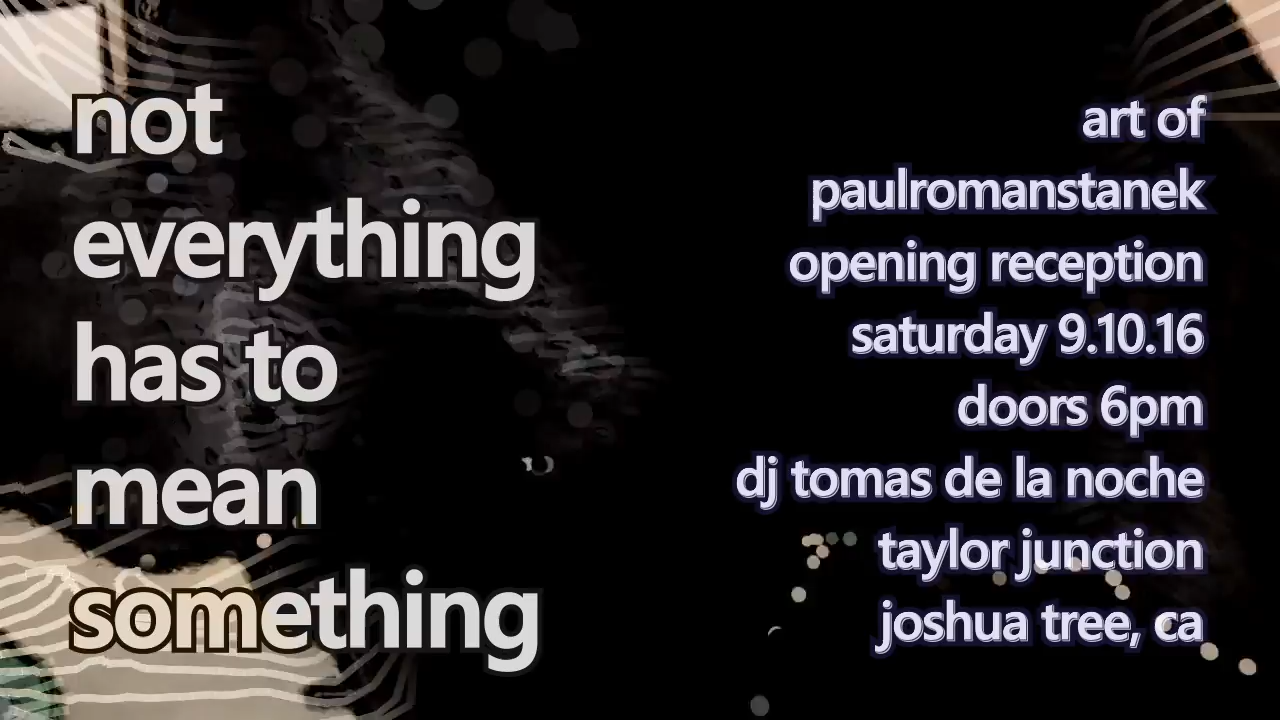 not
everything
has to
mean
something
art of
paulromanstanek
opening reception
saturday 9.10.16
doors 6pm
dj tomas de la noche
taylor junction
joshua tree, ca